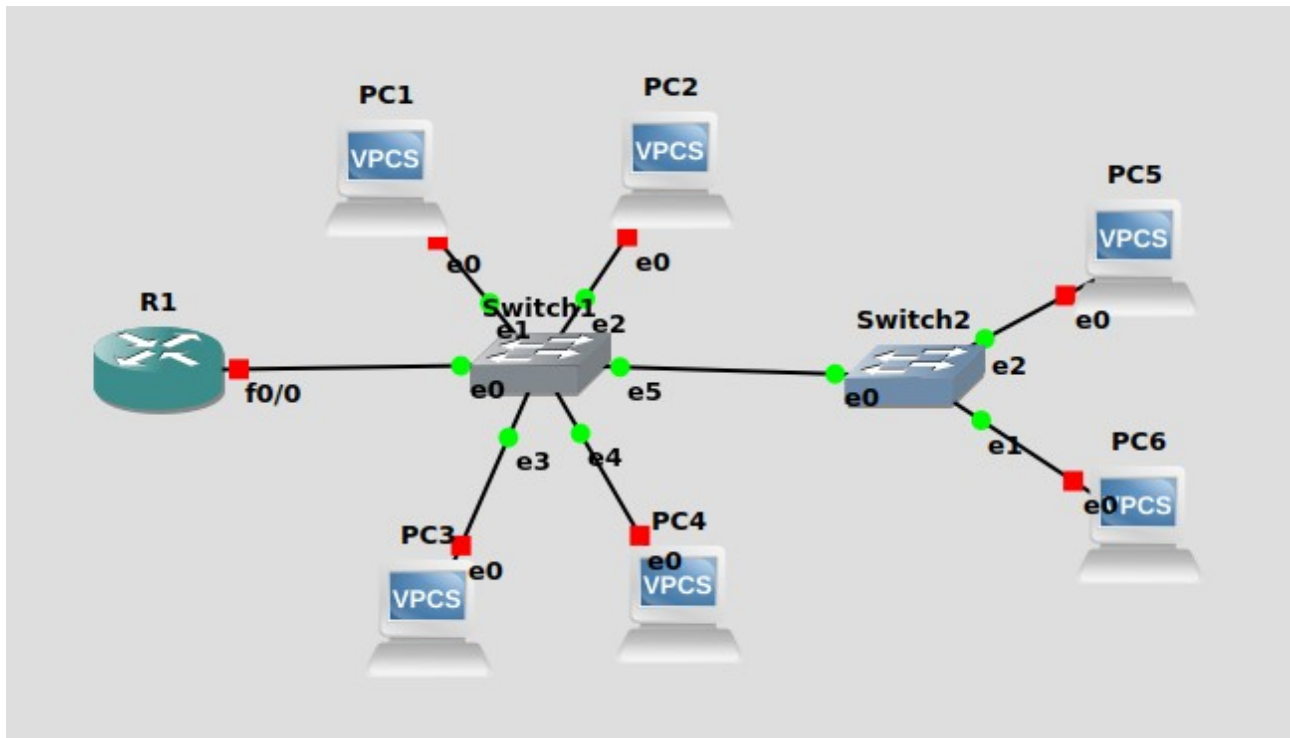 PC1
VPCS
e0
PC2
VPCS
e0
PC5
VPCS
e0
R1
f0/0
Switch1
e1
e2
e0
e5
e3
e4
Switch2
e0
e2
e1
PC6
VPCS
e0
PC3
e0
VPCS
PC4
e0
VPCS